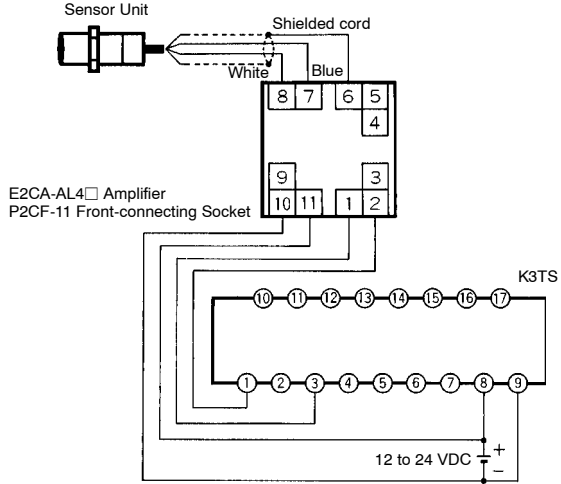 Sensor Unit
Shielded cord
White
Blue
8 7 6 5
4
9 3
10 11 1 2
E2CA-AL4□ Amplifier
P2CF-11 Front-connecting Socket
K3TS
10 11 12 13 14 15 16 17
1 2 3 4 5 6 7 8 9
12 to 24 VDC + −